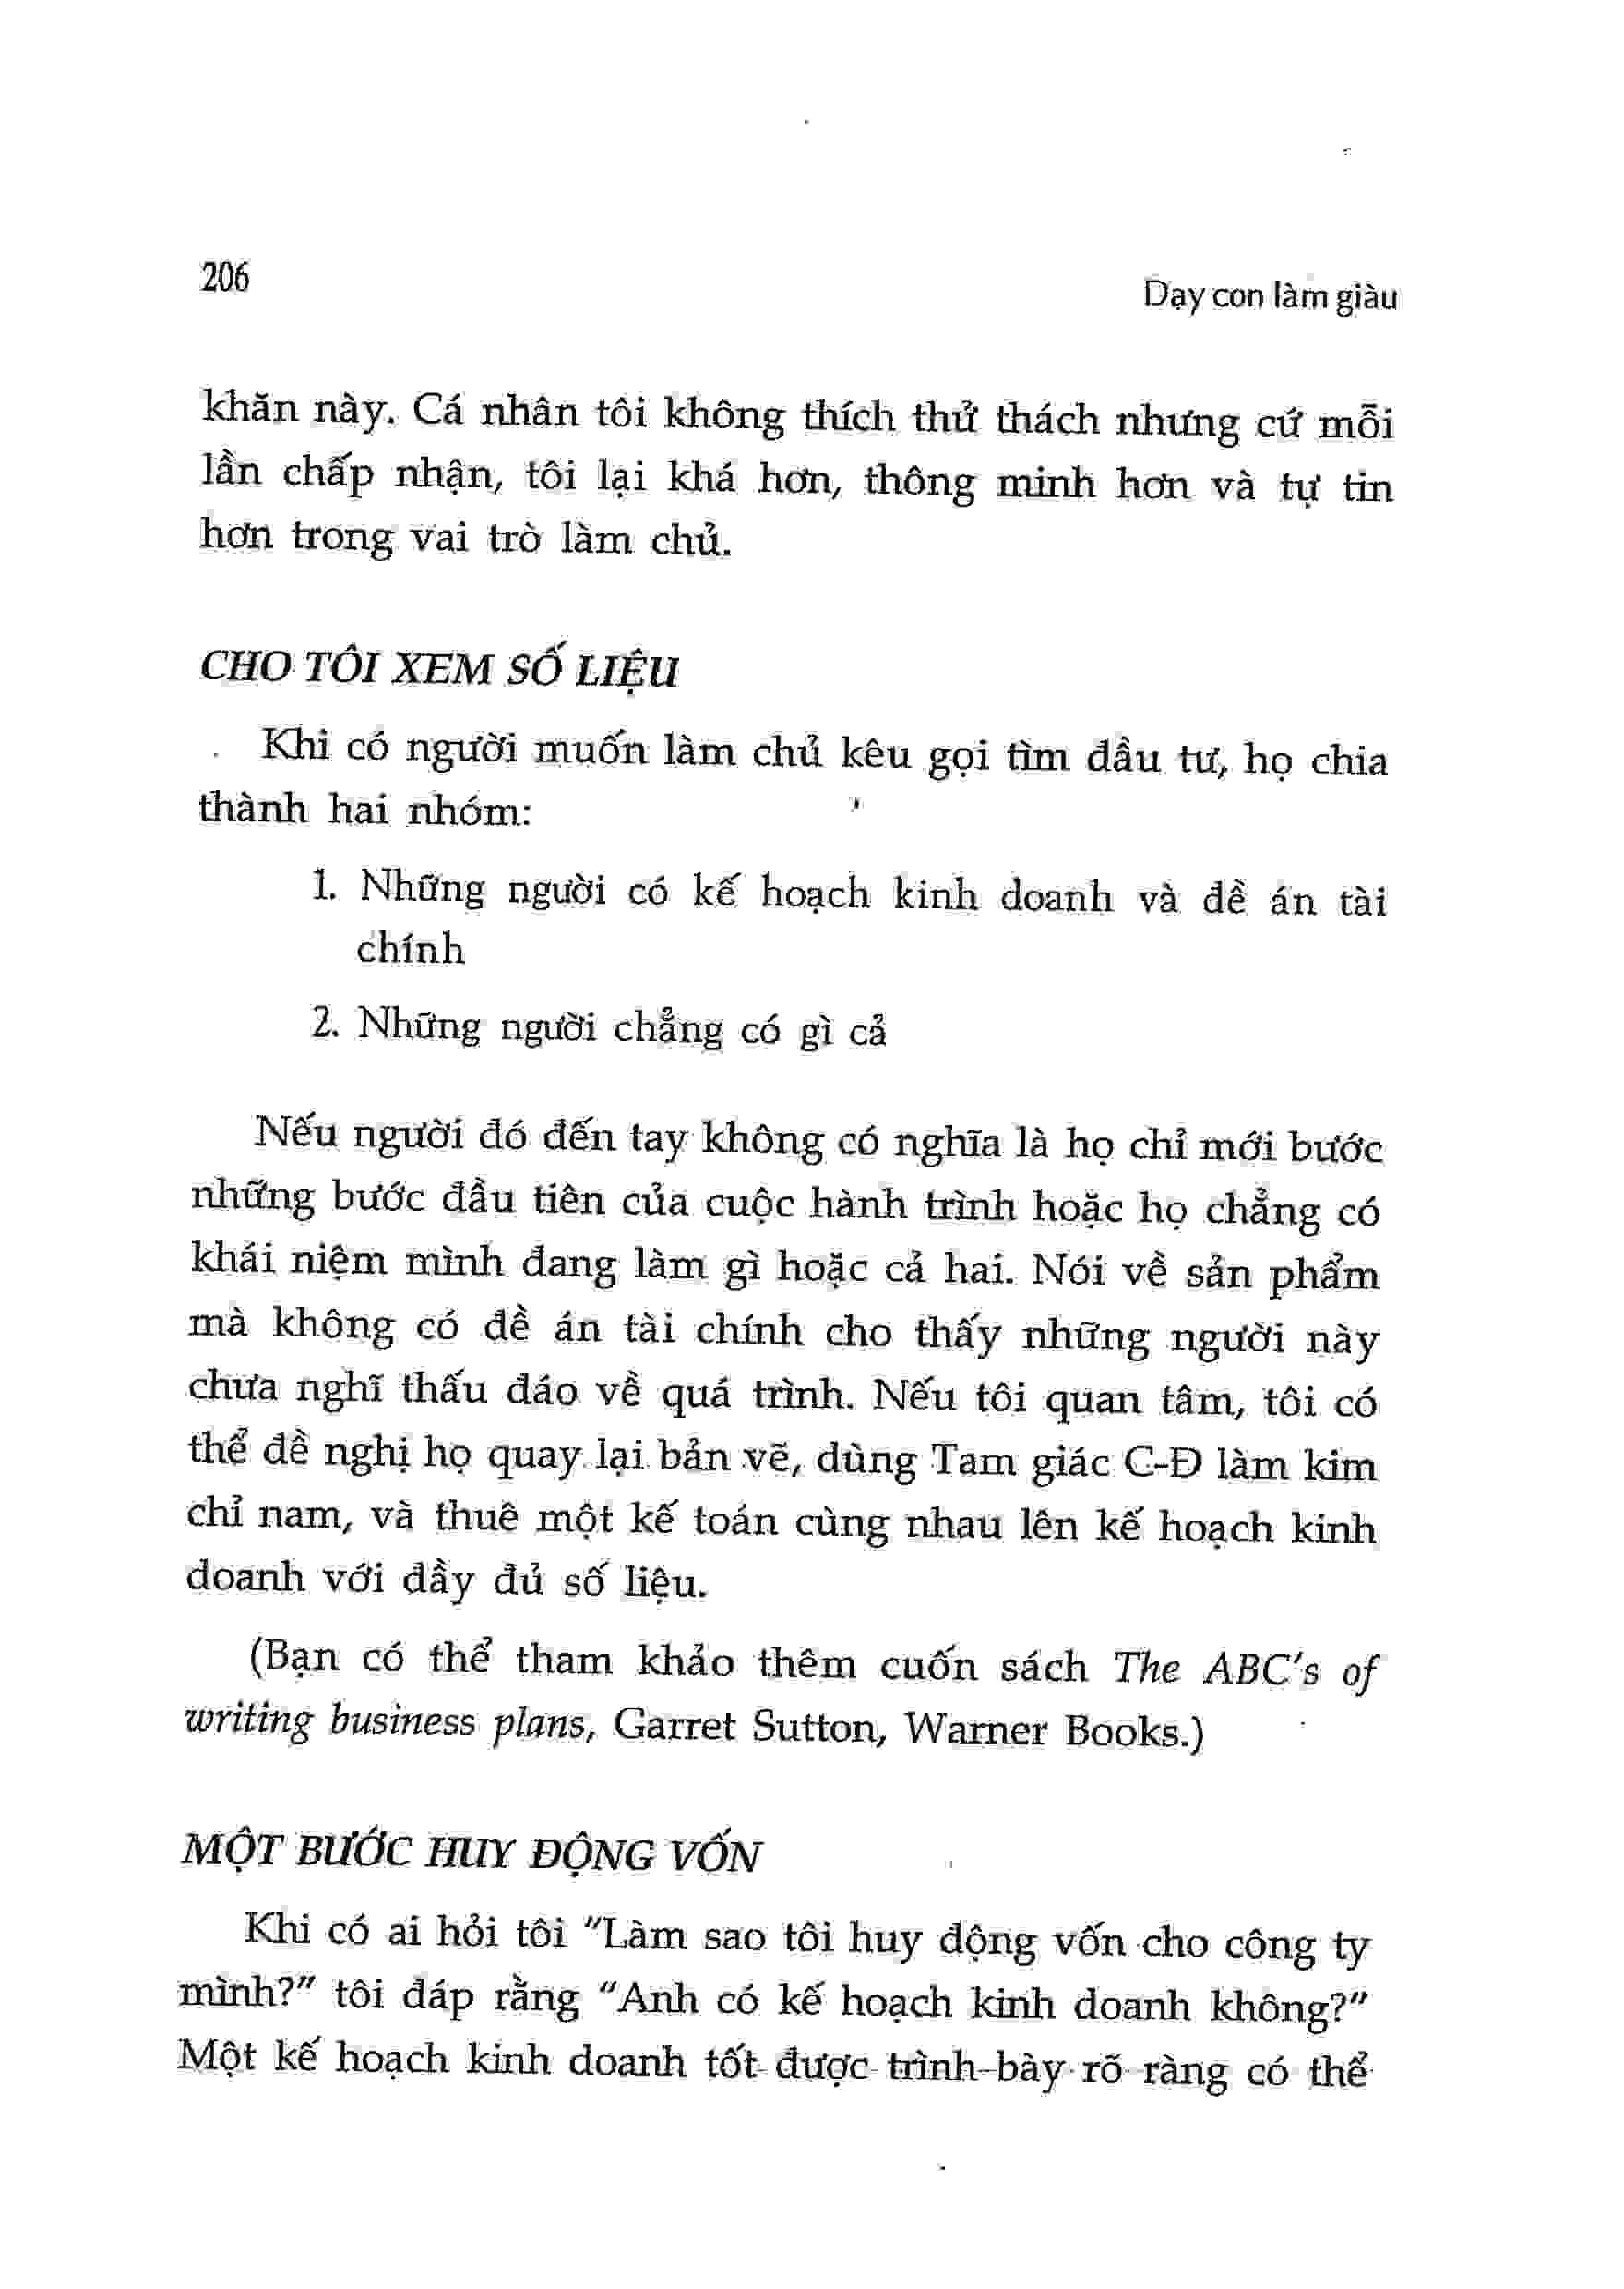 206
Dạy con làm giàu
khăn này. Cá nhân tôi không thích thử thách nhưng cứ mỗi
lần chấp nhận, tôi lại khá hơn, thông minh hơn và tự tin
hơn trong vai trò làm chủ.
CHO TÔI XEM SỐ LIỆU
Khi có người muốn làm chủ kêu gọi tìm đầu tư, họ chia
thành hai nhóm:
1. Những người có kế hoạch kinh doanh và đề án tài
chính
2. Những người chẳng có gì cả
Nếu người đó đến tay không có nghĩa là họ chỉ mới bước
những bước đầu tiên của cuộc hành trình hoặc họ chẳng có
khái niệm mình đang làm gì hoặc cả hai. Nói về sản phẩm
mà không có đề án tài chính cho thấy những người này
chưa nghĩ thấu đáo về quá trình. Nếu tôi quan tâm, tôi có
thể đề nghị họ quay lại bản vẽ, dùng Tam giác C-Đ làm kim
chỉ nam, và thuê một kế toán cùng nhau lên kế hoạch kinh
doanh với đầy đủ số liệu.
(Bạn có thể tham khảo thêm cuốn sách The ABC's of
writing business plans, Garret Sutton, Warner Books.)
MỘT BƯỚC HUY ĐỘNG VỐN
Khi có ai hỏi tôi "Làm sao tôi huy động vốn cho công ty
mình?" tôi đáp rằng "Anh có kế hoạch kinh doanh không?"
Một kế hoạch kinh doanh tốt được trình bày rõ ràng có thể